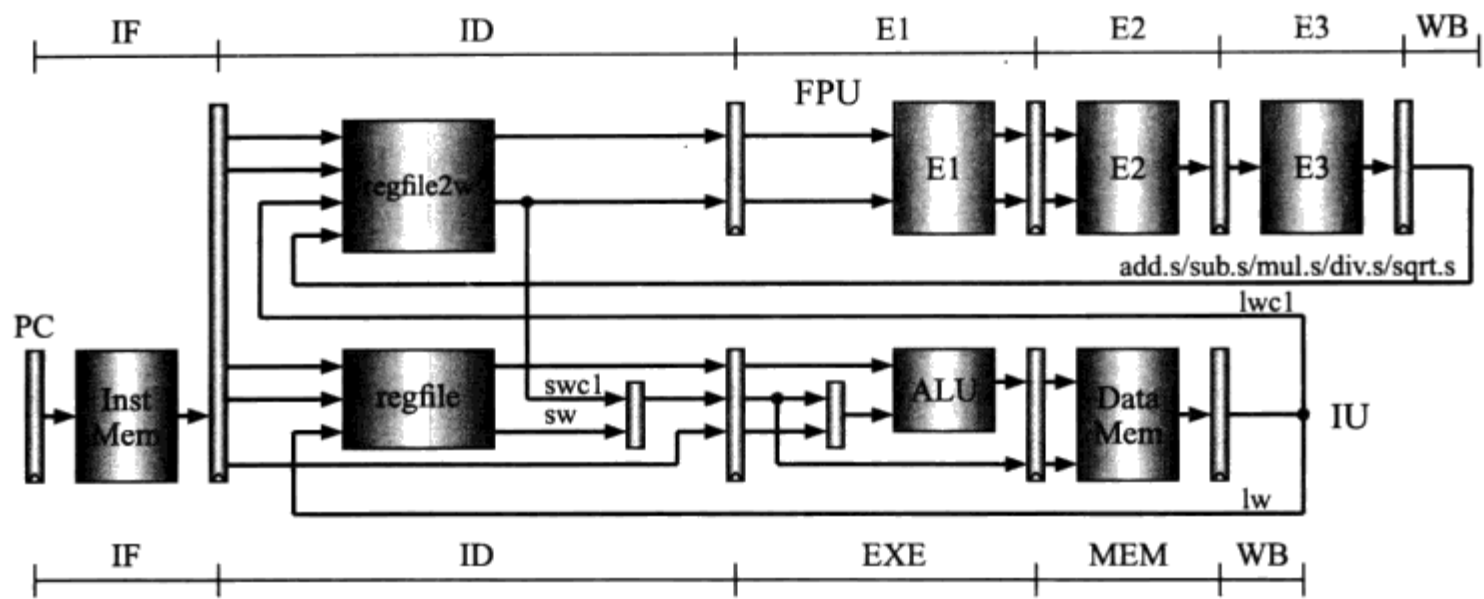 IF ID E1 E2 E3 WB
FPU
regfile2w
E1
E2
E3
add.s/sub.s/mul.s/div.s/sqrt.s
lwc1
PC
Inst
Mem
regfile
swc1
sw
ALU
Data
Mem
IU
lw
IF ID EXE MEM WB